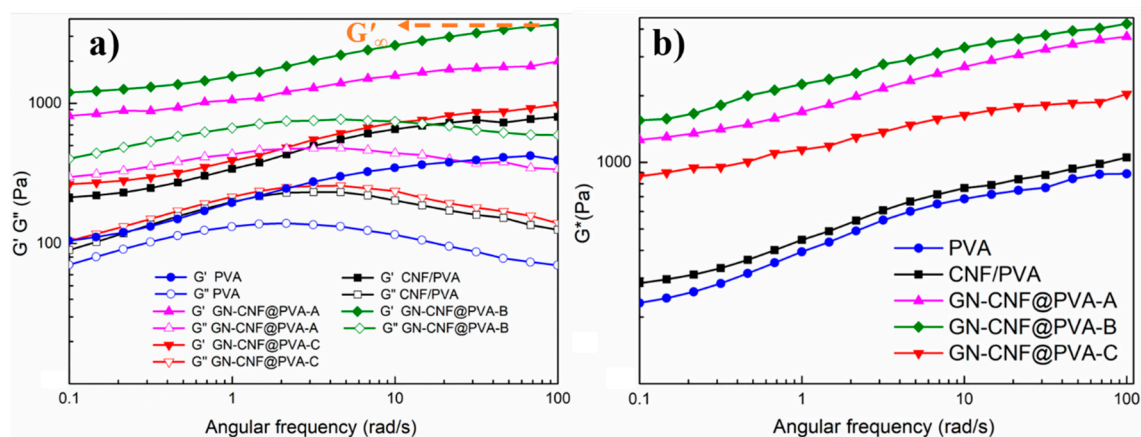 a)
G′∞
G' G" (Pa)
1000
100
G' PVA
G" PVA
G' GN-CNF@PVA-A
G" GN-CNF@PVA-A
G' GN-CNF@PVA-C
G" GN-CNF@PVA-C
G' CNF/PVA
G" CNF/PVA
G' GN-CNF@PVA-B
G" GN-CNF@PVA-B
0.1 1 10 100
Angular frequency (rad/s)
b)
G*(Pa)
1000
PVA
CNF/PVA
GN-CNF@PVA-A
GN-CNF@PVA-B
GN-CNF@PVA-C
0.1 1 10 100
Angular frequency (rad/s)